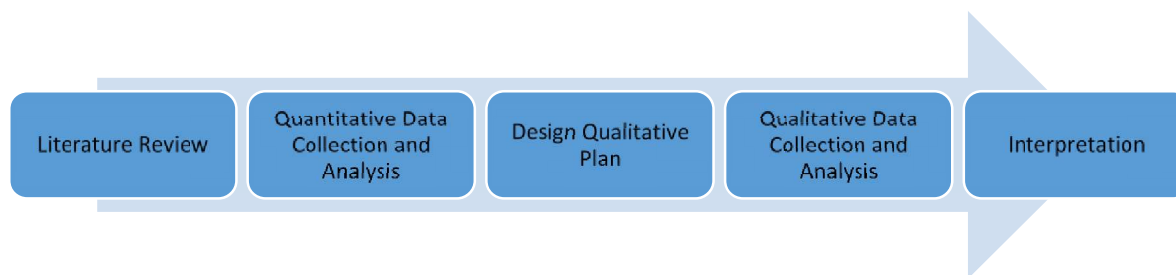 Literature Review
Quantitative Data
Collection and
Analysis
Design Qualitative
Plan
Qualitative Data
Collection and
Analysis
Interpretation